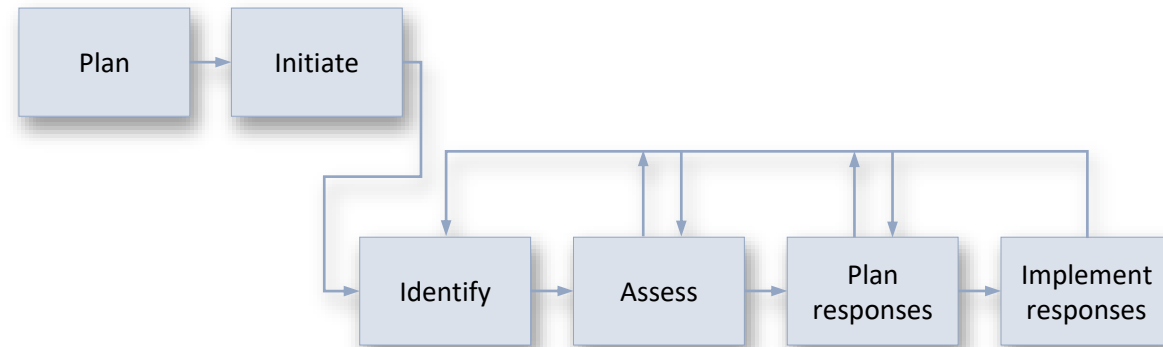 Plan
Initiate
Identify
Assess
Plan
responses
Implement
responses